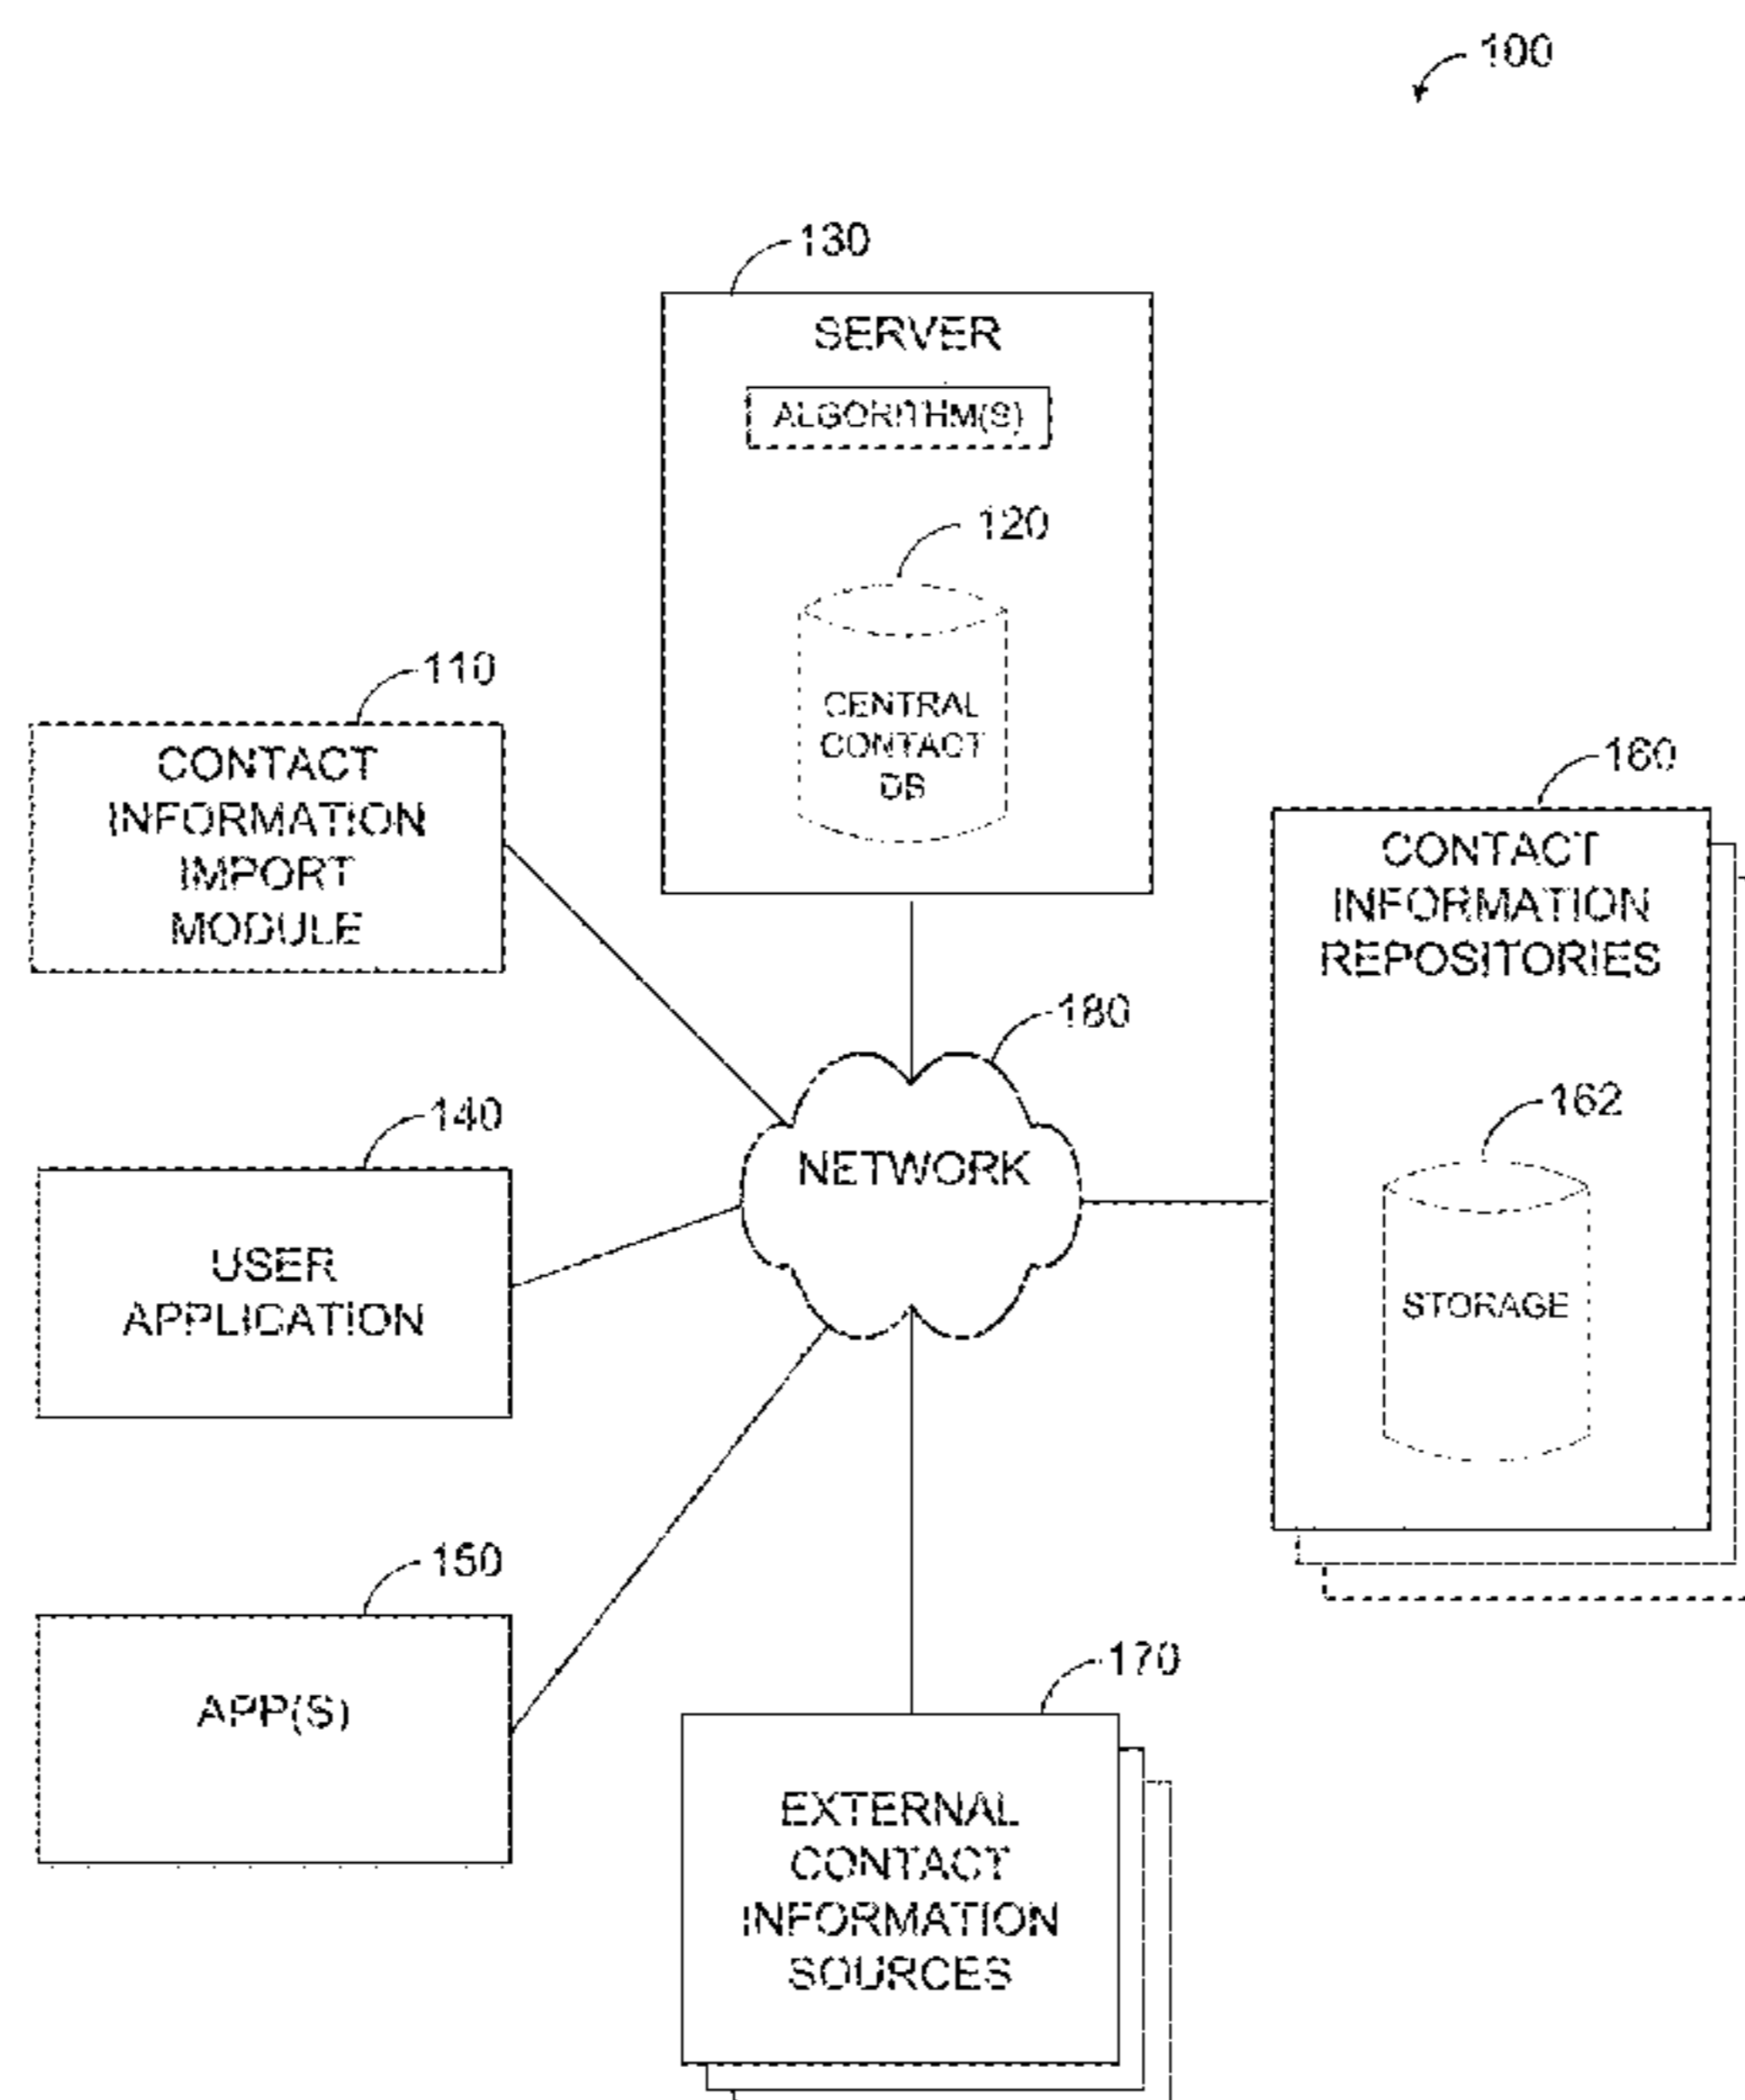 100
130
SERVER
ALGORITHM(S)
120
CENTRAL
CONTACT
DB
110
CONTACT
INFORMATION
IMPORT
MODULE
160
CONTACT
INFORMATION
REPOSITORIES
180
NETWORK
162
STORAGE
140
USER
APPLICATION
150
APP(S)
170
EXTERNAL
CONTACT
INFORMATION
SOURCES